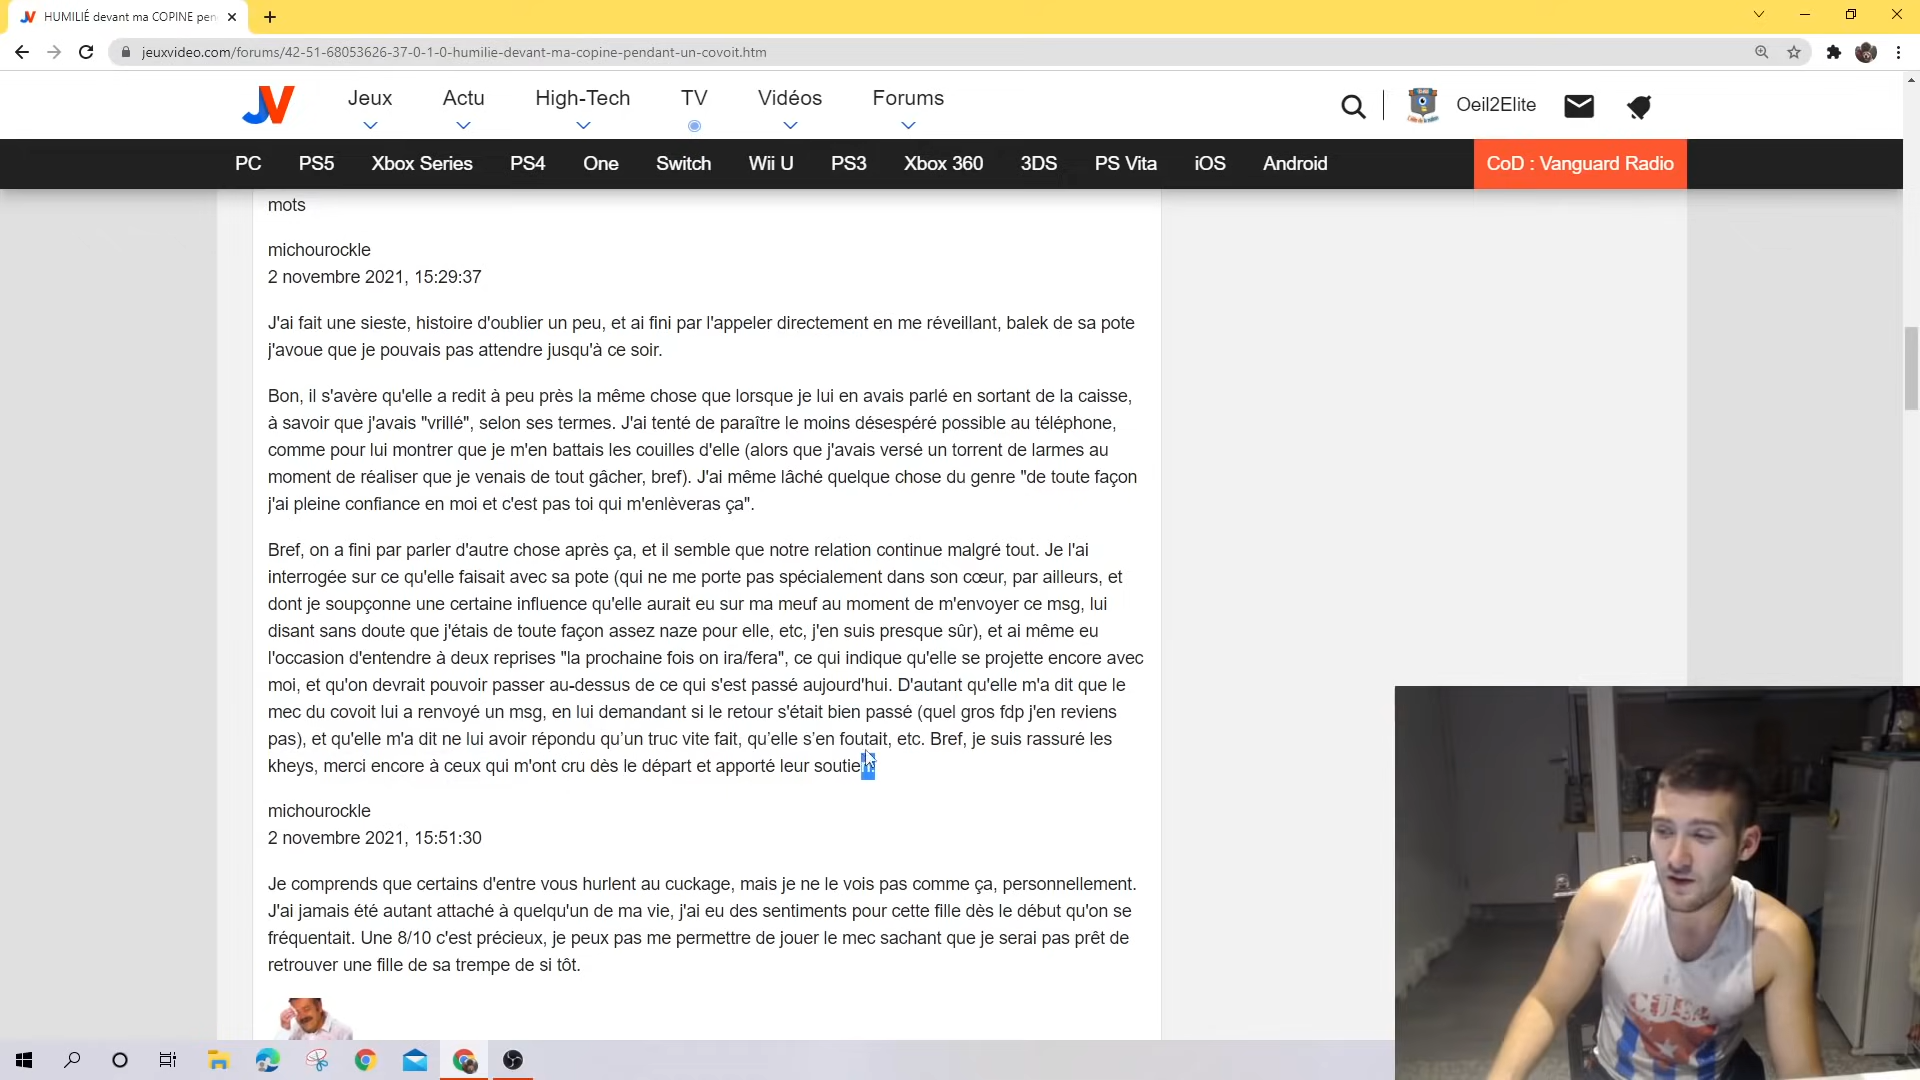 HUMILIÉ devant ma COPINE pen
jeuxvideo.com/forums/42-51-68053626-37-0-1-0-humilie-devant-ma-copine-pendant-un-covoit.htm
JV
Jeux
Actu
High-Tech
TV
Vidéos
Forums
Oeil2Elite
PC
PS5
Xbox Series
PS4
One
Switch
Wii U
PS3
Xbox 360
3DS
PS Vita
iOS
Android
CoD : Vanguard Radio
mots
michourockle
2 novembre 2021, 15:29:37
J'ai fait une sieste, histoire d'oublier un peu, et ai fini par l'appeler directement en me réveillant, balek de sa pote
j'avoue que je pouvais pas attendre jusqu'à ce soir.
Bon, il s'avère qu'elle a redit à peu près la même chose que lorsque je lui en avais parlé en sortant de la caisse,
à savoir que j'avais "vrillé", selon ses termes. J'ai tenté de paraître le moins désespéré possible au téléphone,
comme pour lui montrer que je m'en battais les couilles d'elle (alors que j'avais versé un torrent de larmes au
moment de réaliser que je venais de tout gâcher, bref). J'ai même lâché quelque chose du genre "de toute façon
j'ai pleine confiance en moi et c'est pas toi qui m'enlèveras ça".
Bref, on a fini par parler d'autre chose après ça, et il semble que notre relation continue malgré tout. Je l'ai
interrogée sur ce qu'elle faisait avec sa pote (qui ne me porte pas spécialement dans son cœur, par ailleurs, et
dont je soupçonne une certaine influence qu'elle aurait eu sur ma meuf au moment de m'envoyer ce msg, lui
disant sans doute que j'étais de toute façon assez naze pour elle, etc, j'en suis presque sûr), et ai même eu
l'occasion d'entendre à deux reprises "la prochaine fois on ira/fera", ce qui indique qu'elle se projette encore avec
moi, et qu'on devrait pouvoir passer au-dessus de ce qui s'est passé aujourd'hui. D'autant qu'elle m'a dit que le
mec du covoit lui a renvoyé un msg, en lui demandant si le retour s'était bien passé (quel gros fdp j'en reviens
pas), et qu'elle m'a dit ne lui avoir répondu qu’un truc vite fait, qu’elle s’en foutait, etc. Bref, je suis rassuré les
kheys, merci encore à ceux qui m'ont cru dès le départ et apporté leur soutie
michourockle
2 novembre 2021, 15:51:30
Je comprends que certains d'entre vous hurlent au cuckage, mais je ne le vois pas comme ça, personnellement.
J'ai jamais été autant attaché à quelqu'un de ma vie, j'ai eu des sentiments pour cette fille dès le début qu'on se
fréquentait. Une 8/10 c'est précieux, je peux pas me permettre de jouer le mec sachant que je serai pas prêt de
retrouver une fille de sa trempe de si tôt.